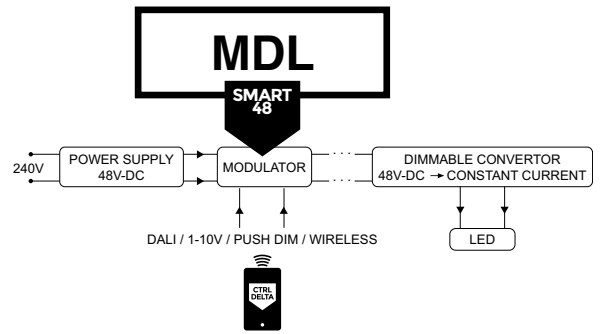 MDL
SMART
48
240V
POWER SUPPLY
48V-DC
MODULATOR
DIMMABLE CONVERTOR
48V-DC → CONSTANT CURRENT
LED
DALI / 1-10V / PUSH DIM / WIRELESS
CTRL
DELTA